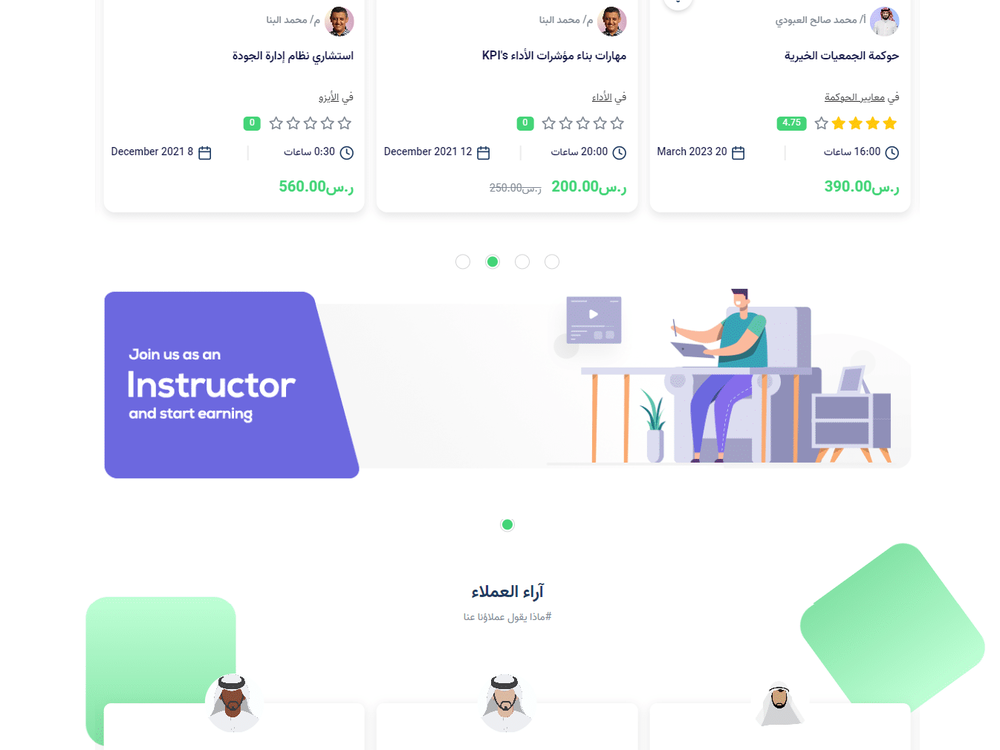 أ/ محمد صالح العبودي
حوكمة الجمعيات الخيرية
في معايير الحوكمة
4.75
16:00 ساعات
20 March 2023
ر.س390.00
م/ محمد البنا
مهارات بناء مؤشرات الأداء KPI's
في الأداء
0
20:00 ساعات
12 December 2021
ر.س200.00 ر.س250.00
م/ محمد البنا
استشاري نظام إدارة الجودة
في الأيزو
0
0:30 ساعات
8 December 2021
ر.س560.00
Join us as an
Instructor
and start earning
آراء العملاء
#ماذا يقول عملاؤنا عنا